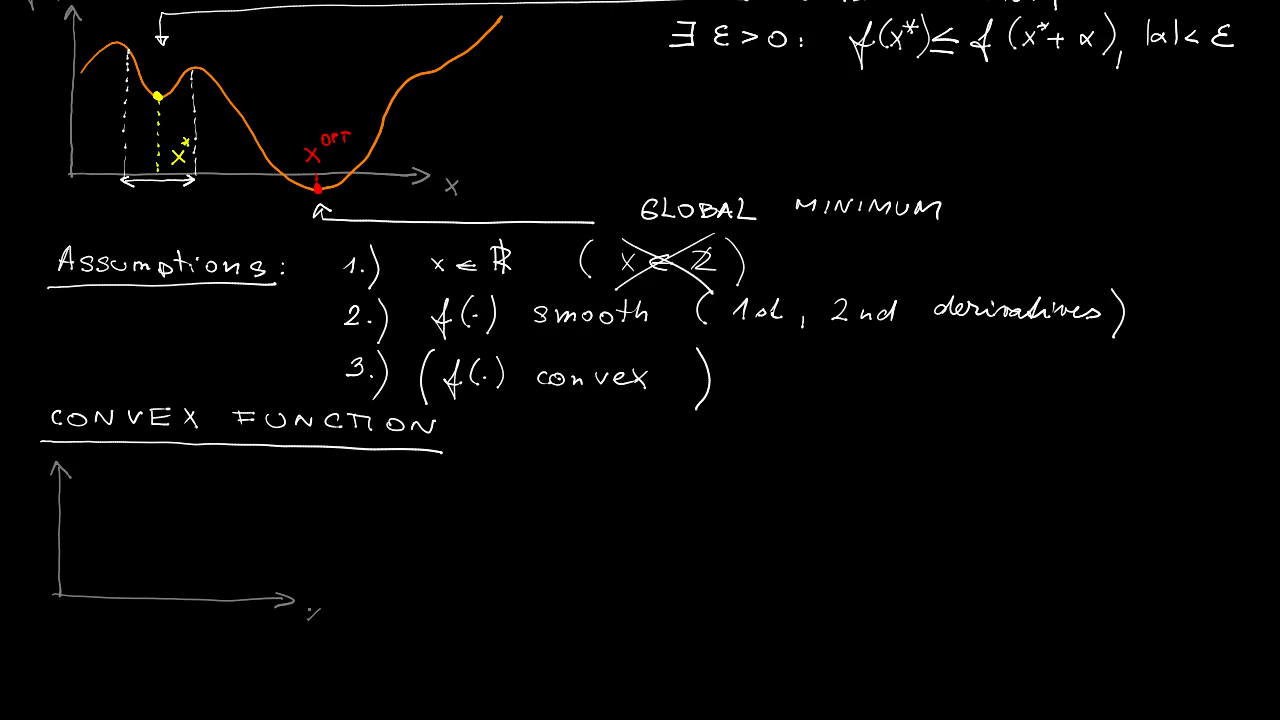 ∃ ε > 0 : f(x*) ≤ f(x* + α), |α| < ε
x*
x^OPT
x
GLOBAL MINIMUM
Assumptions: 1.) x ∈ ℝ (x ∈ ℤ)
2.) f(·) smooth (1st, 2nd derivatives)
3.) (f(·) convex )
CONVEX FUNCTION